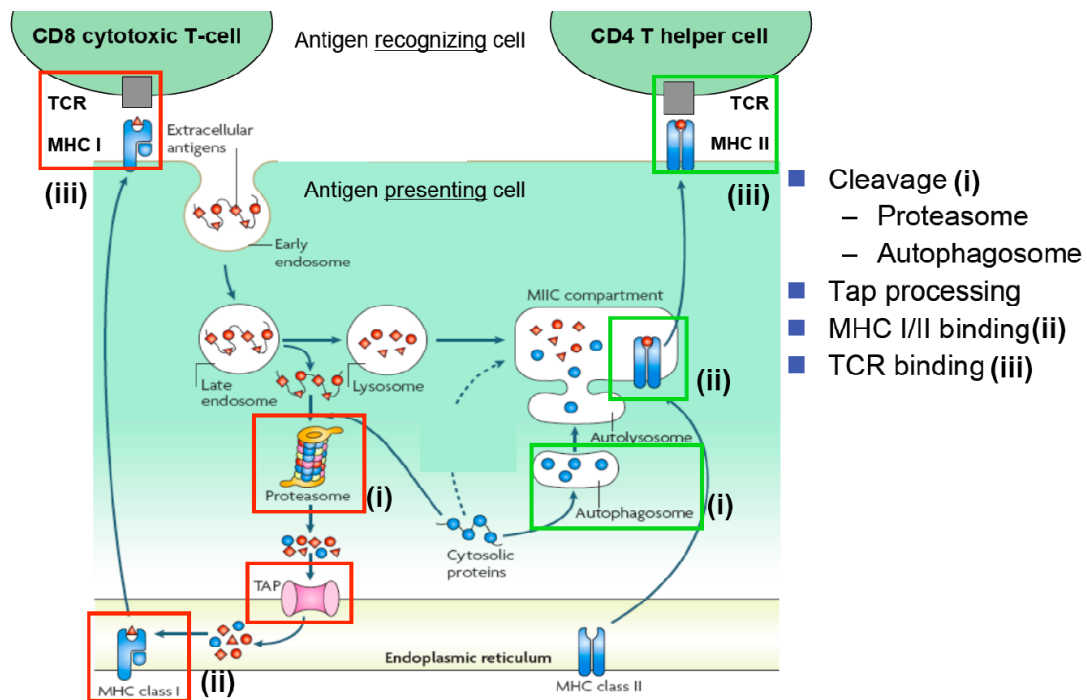 CD8 cytotoxic T-cell
Antigen recognizing cell
CD4 T helper cell
TCR
MHC I
(iii)
Extracellular
antigens
TCR
MHC II
(iii)
Antigen presenting cell
Early
endosome
Late
endosome
Lysosome
MIIC compartment
(ii)
Autolysosome
Proteasome
(i)
Autophagosome
(i)
Cytosolic
proteins
TAP
Endoplasmic reticulum
MHC class I
(ii)
MHC class II
■ Cleavage (i)
– Proteasome
– Autophagosome
■ Tap processing
■ MHC I/II binding(ii)
■ TCR binding (iii)